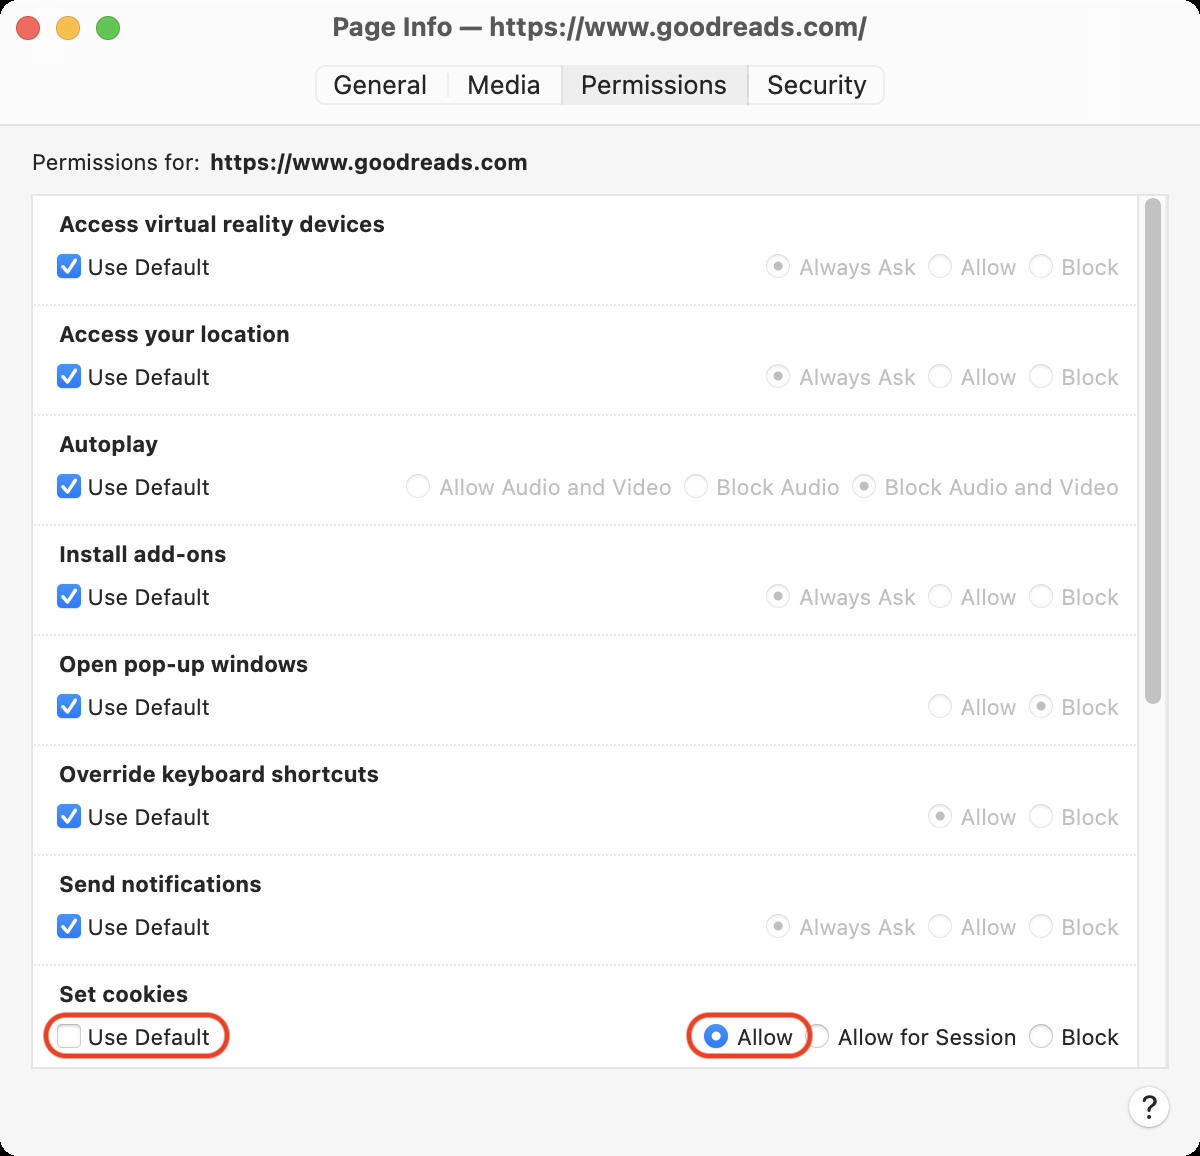 Page Info — https://www.goodreads.com/
General Media Permissions Security
Permissions for: https://www.goodreads.com
Access virtual reality devices
Use Default Always Ask Allow Block
Access your location
Use Default Always Ask Allow Block
Autoplay
Use Default Allow Audio and Video Block Audio Block Audio and Video
Install add-ons
Use Default Always Ask Allow Block
Open pop-up windows
Use Default Allow Block
Override keyboard shortcuts
Use Default Allow Block
Send notifications
Use Default Always Ask Allow Block
Set cookies
Use Default Allow Allow for Session Block
?